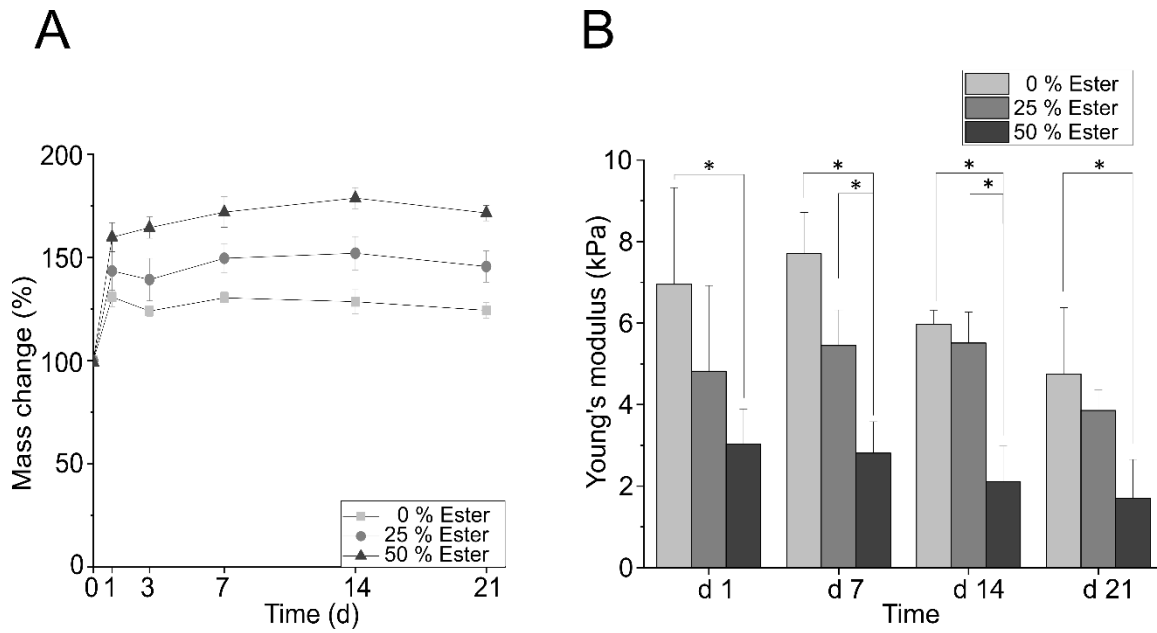 A
Mass change (%)
200
150
100
50
0
0 1 3 7 14 21
Time (d)
0 % Ester
25 % Ester
50 % Ester
B
0 % Ester
25 % Ester
50 % Ester
Young's modulus (kPa)
10
8
6
4
2
0
* * * *
* *
d 1 d 7 d 14 d 21
Time